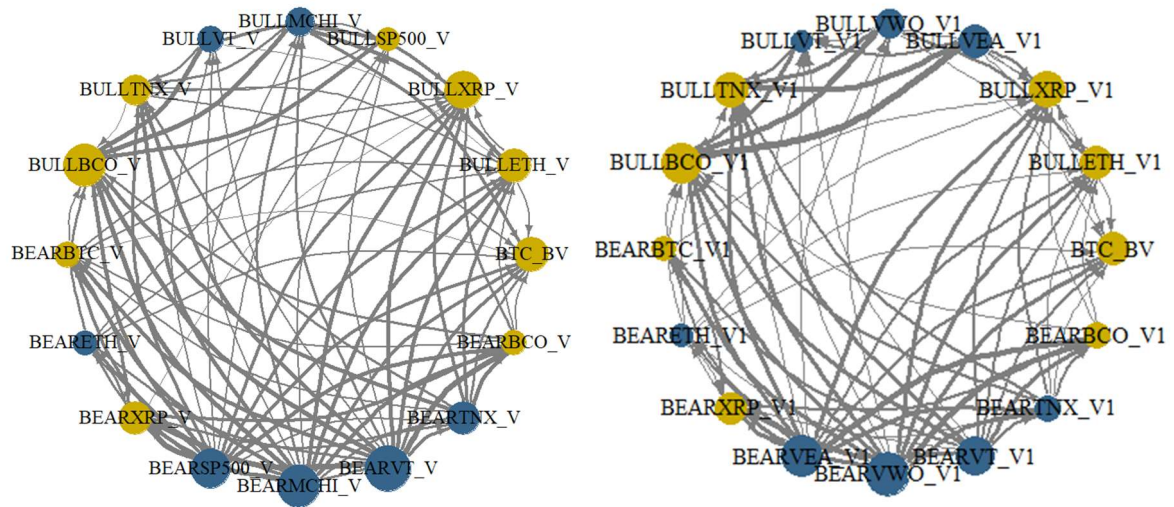 BULLMCHI_V
BULLVT_V
BULLSP500_V
BULLTNX_V
BULLXRP_V
BULLBCO_V
BULLETH_V
BEARBTC_V
BTC_BV
BEARETH_V
BEARBCO_V
BEARXRP_V
BEARTNX_V
BEARSP500_V
BEARVT_V
BEARMCHI_V
BULLVWO_V1
BULLVT_V1
BULLVEA_V1
BULLTNX_V1
BULLXRP_V1
BULLBCO_V1
BULLETH_V1
BEARBTC_V1
BTC_BV
BEARETH_V1
BEARBCO_V1
BEARXRP_V1
BEARTNX_V1
BEARVEA_V1
BEARVT_V1
BEARVWO_V1